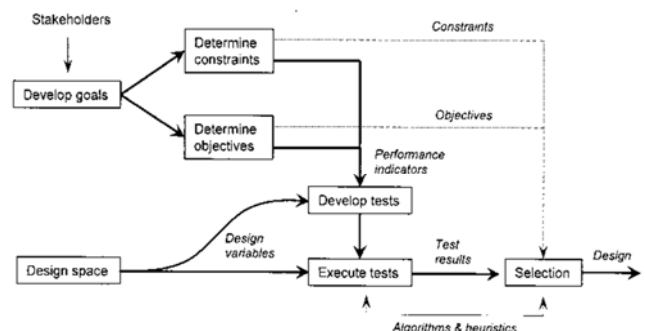 Stakeholders
Constraints
Determine
constraints
Develop goals
Objectives
Determine
objectives
Performance
indicators
Develop tests
Design
variables
Test
results
Design
Design space
Execute tests
Selection
Algorithms & heuristics